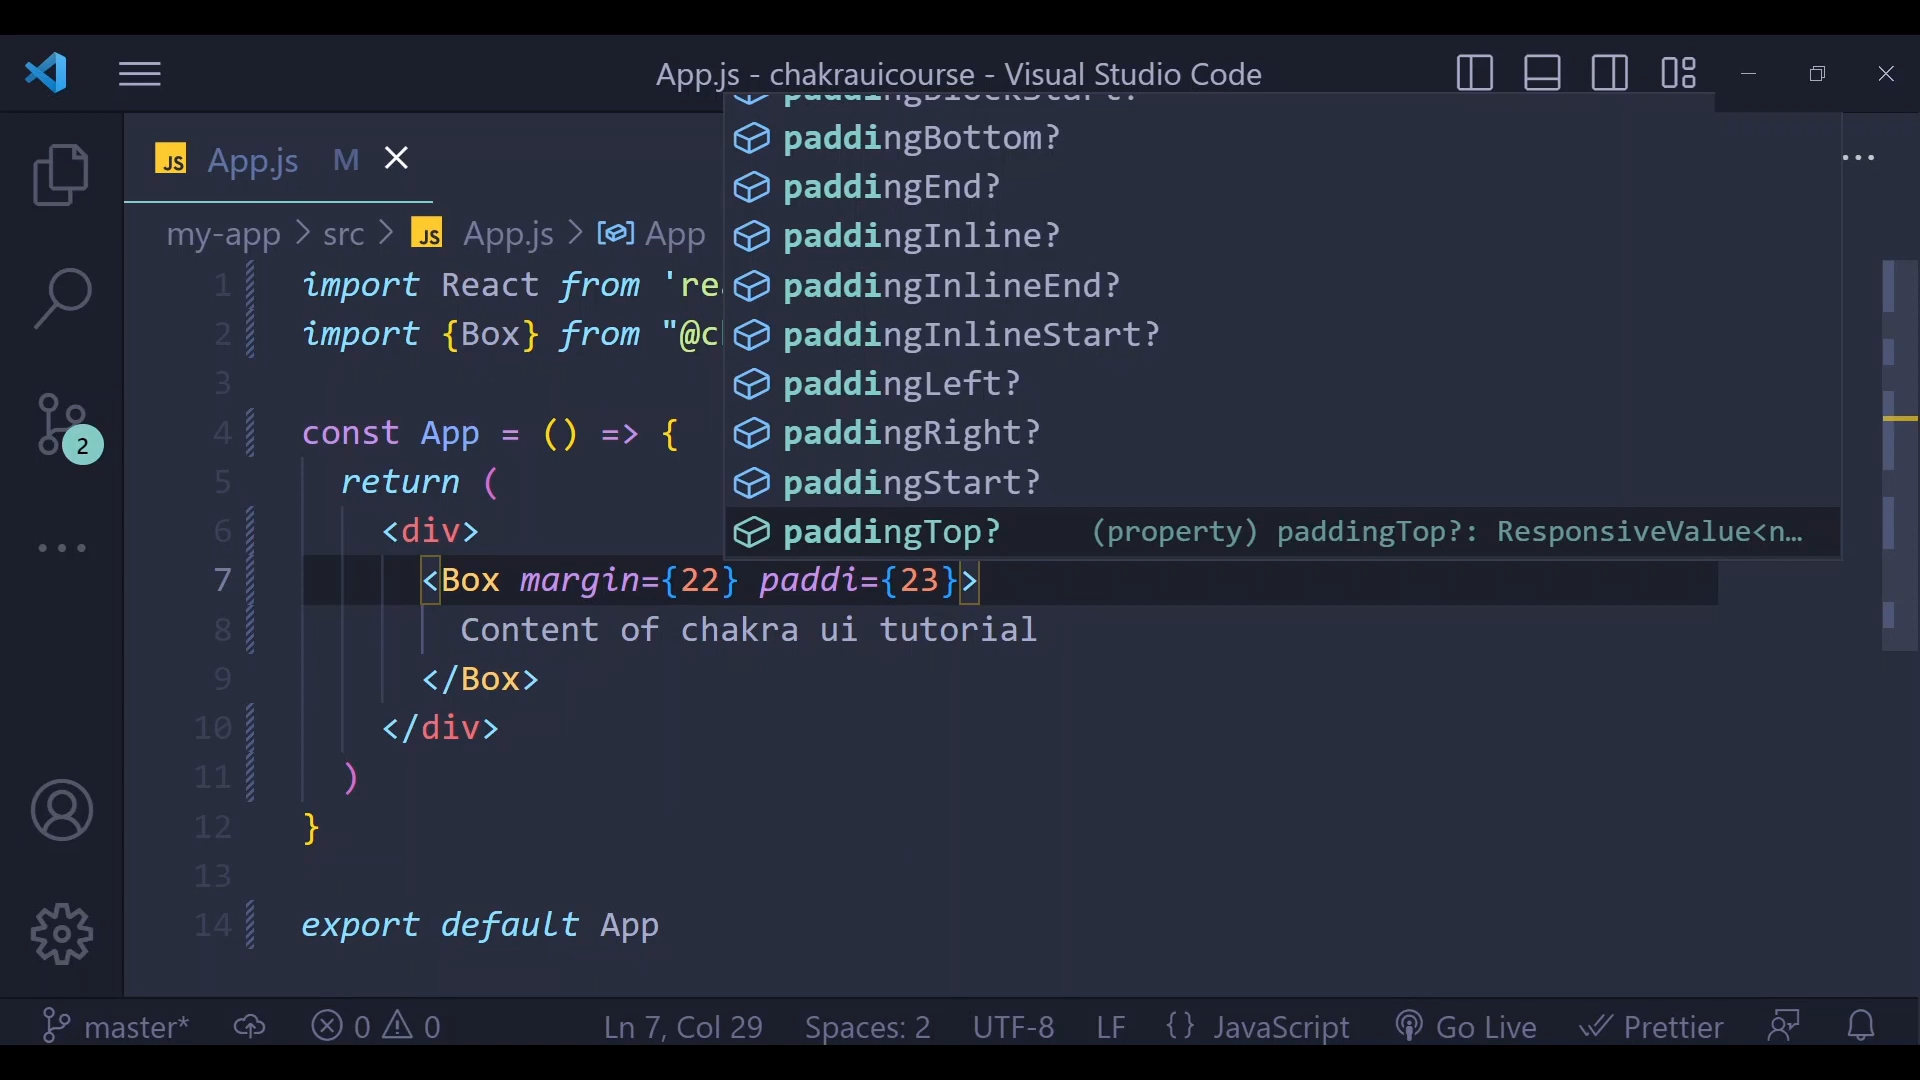 App.js - chakrauicourse - Visual Studio Code
JS App.js M
my-app > src > JS App.js > App
paddingBlockStart?
paddingBottom?
paddingEnd?
paddingInline?
paddingInlineEnd?
paddingInlineStart?
paddingLeft?
paddingRight?
paddingStart?
paddingTop? (property) paddingTop?: ResponsiveValue<n…
1 import React from 're
2 import {Box} from "@c
3
4 const App = () => {
5 return (
6 <div>
7 <Box margin={22} paddi={23}>
8 Content of chakra ui tutorial
9 </Box>
10 </div>
11 )
12 }
13
14 export default App
2
master* 0 0 Ln 7, Col 29 Spaces: 2 UTF-8 LF {} JavaScript Go Live Prettier